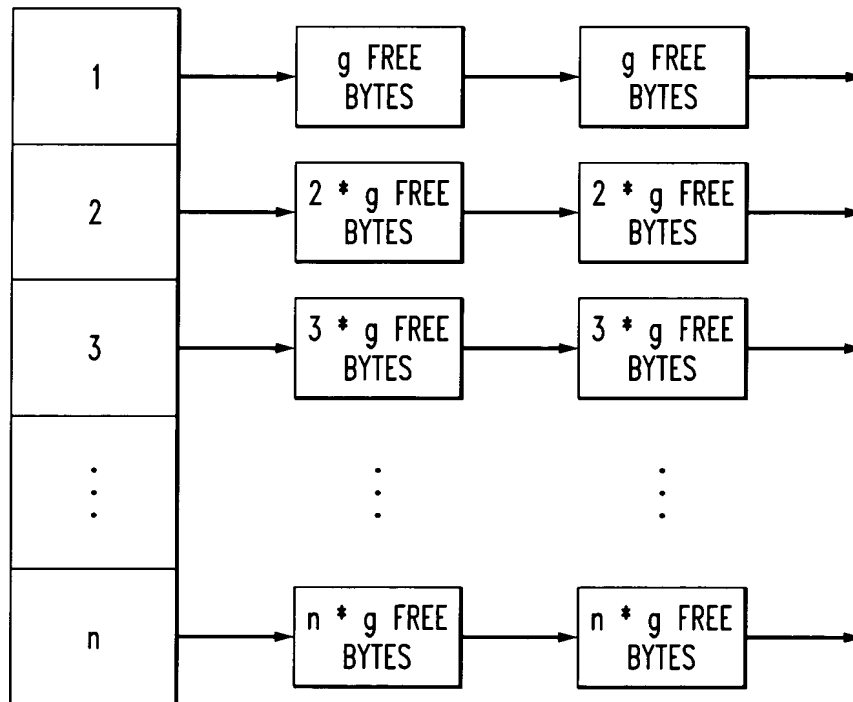 1
g FREE
BYTES
g FREE
BYTES
2
2 * g FREE
BYTES
2 * g FREE
BYTES
3
3 * g FREE
BYTES
3 * g FREE
BYTES
n
n * g FREE
BYTES
n * g FREE
BYTES